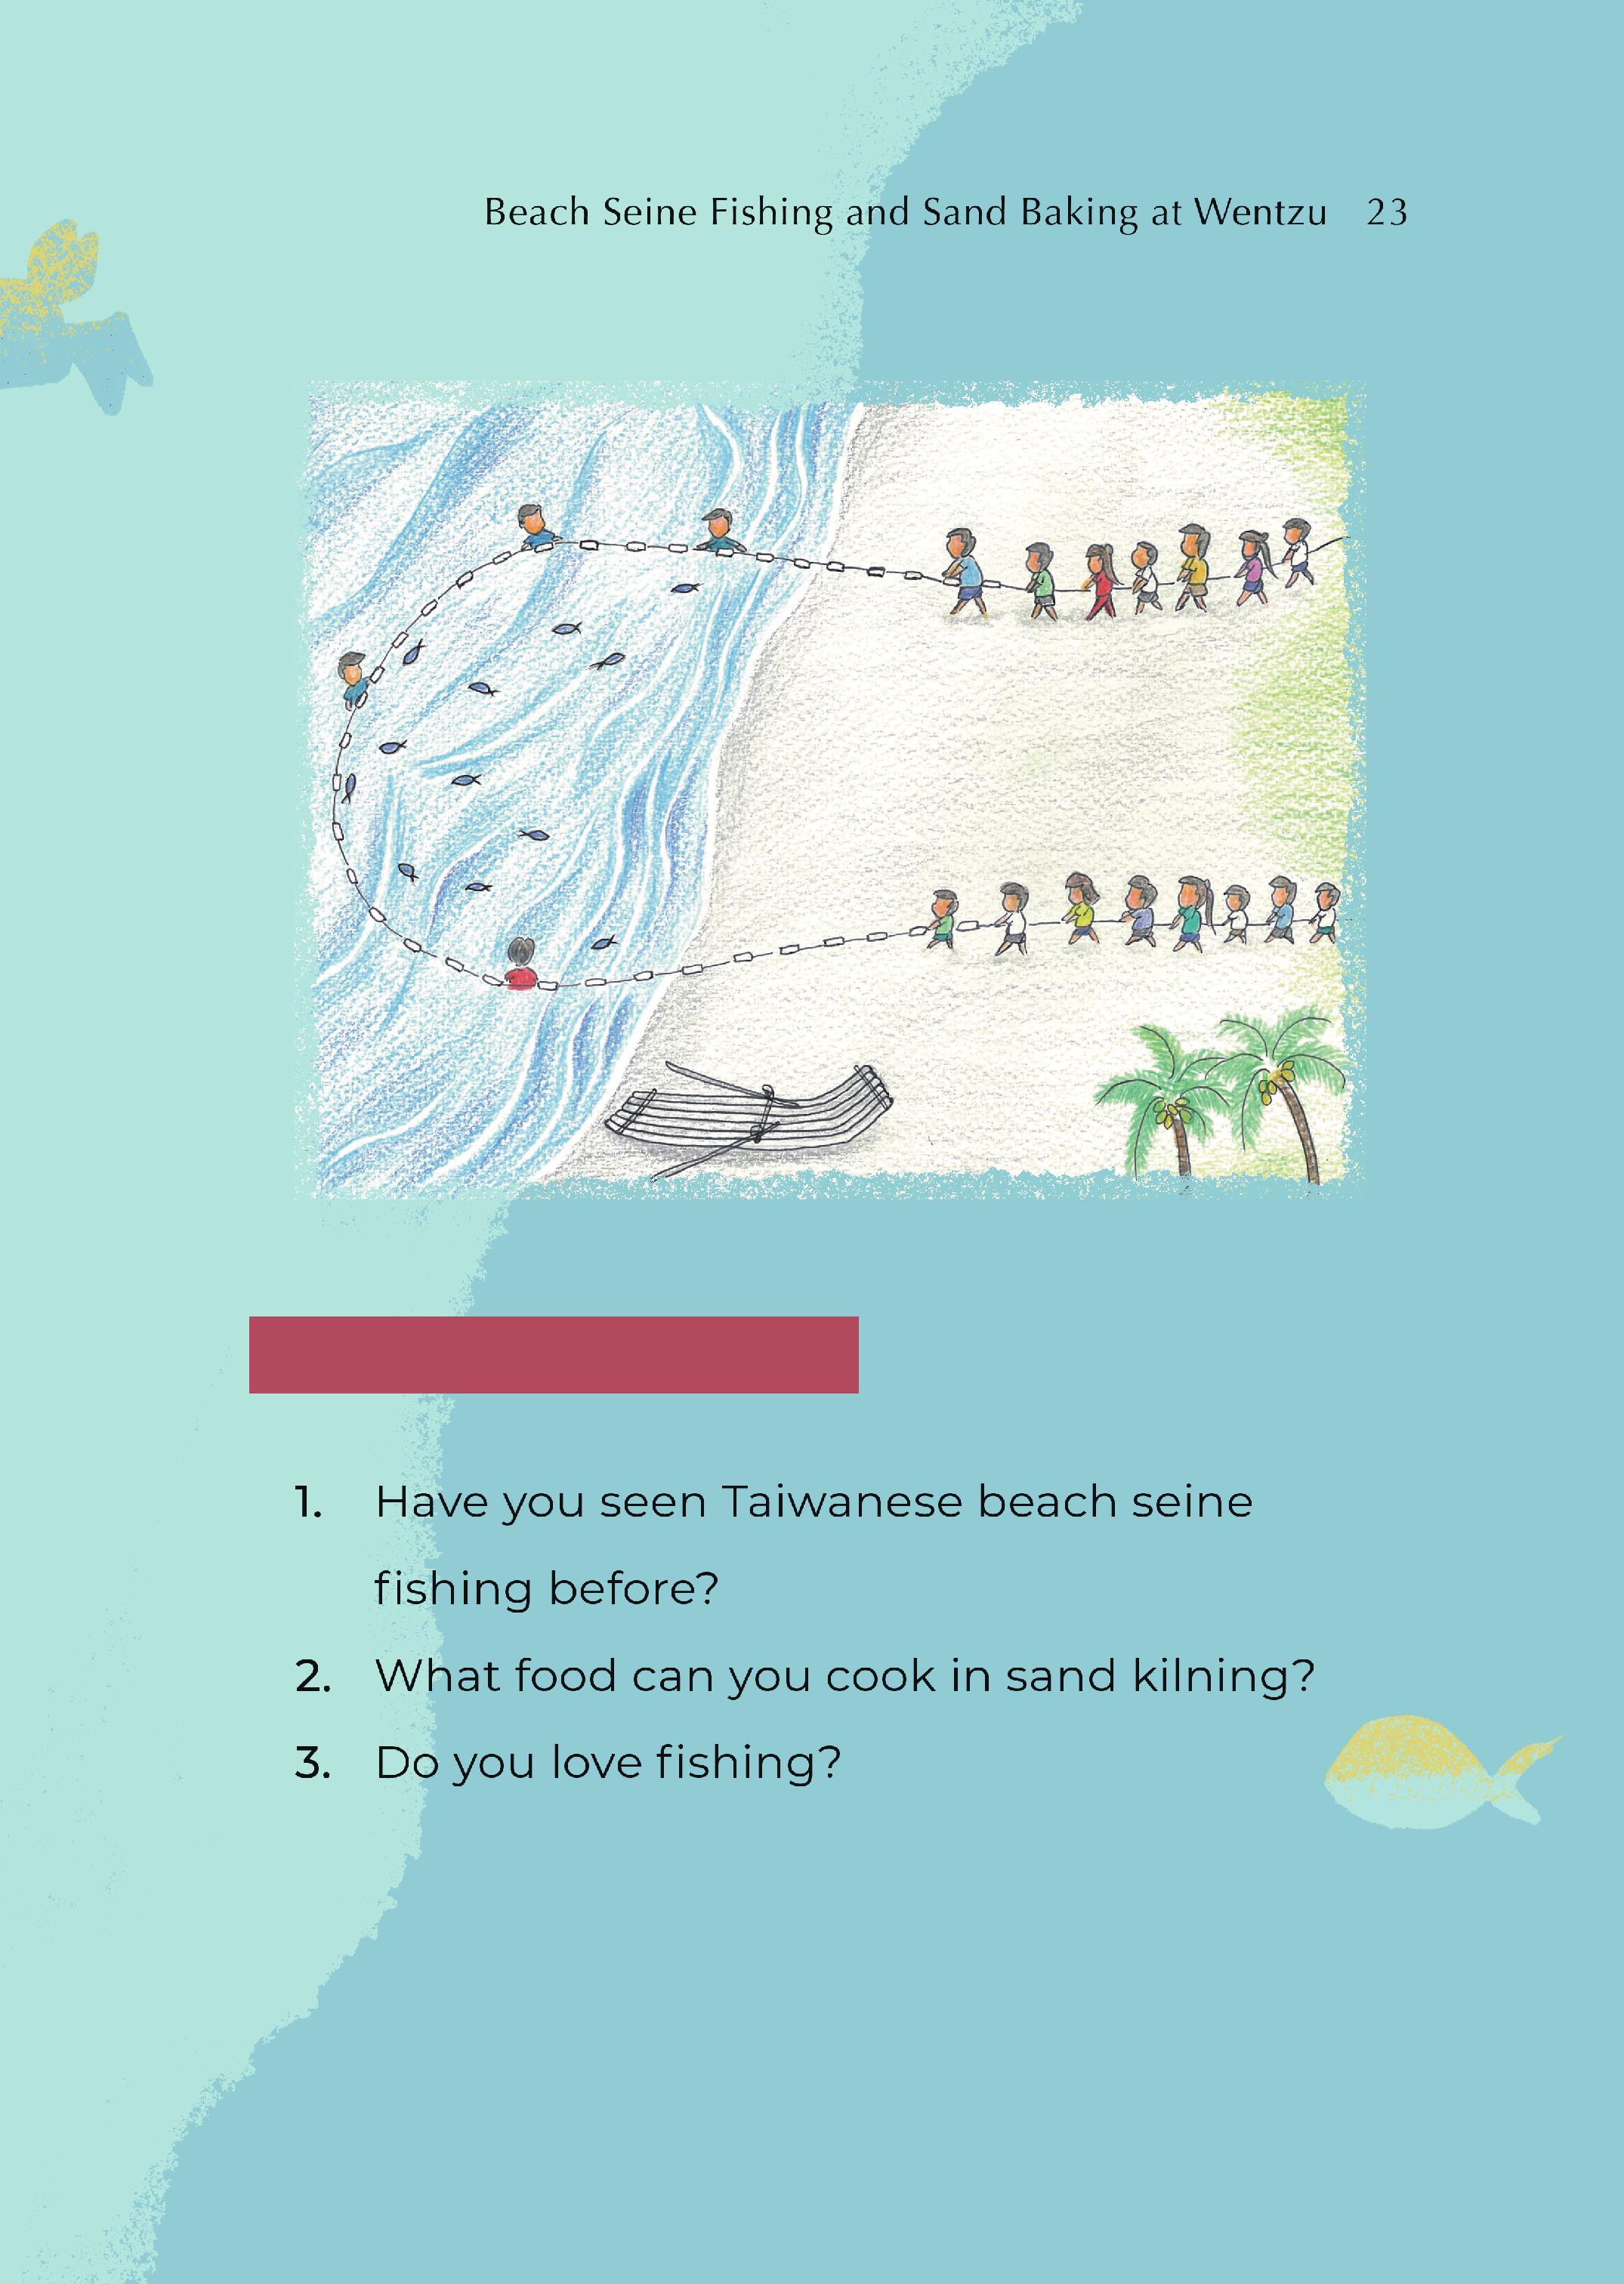 Beach Seine Fishing and Sand Baking at Wentzu 23
1. Have you seen Taiwanese beach seine
fishing before?
2. What food can you cook in sand kilning?
3. Do you love fishing?